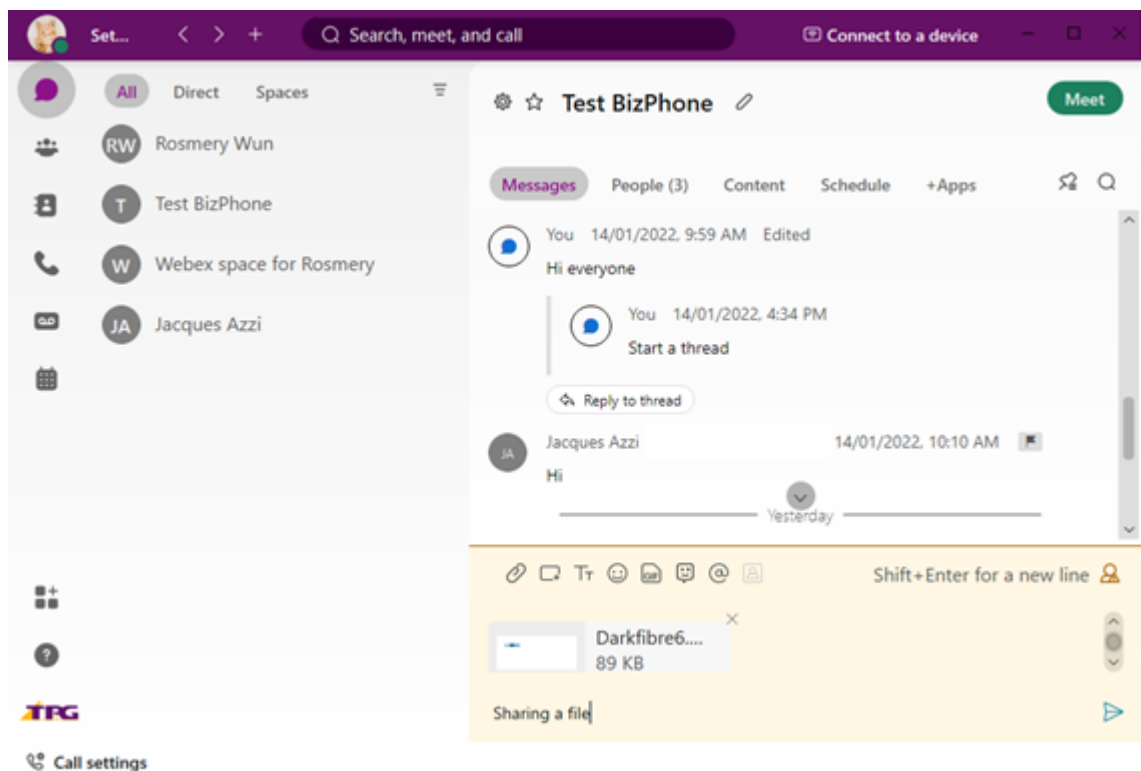 Set...
Search, meet, and call
Connect to a device
All Direct Spaces
RW Rosmery Wun
T Test BizPhone
W Webex space for Rosmery
JA Jacques Azzi
TPG
Call settings
Test BizPhone
Meet
Messages People (3) Content Schedule +Apps
You 14/01/2022, 9:59 AM Edited
Hi everyone
You 14/01/2022, 4:34 PM
Start a thread
Reply to thread
JA Jacques Azzi 14/01/2022, 10:10 AM
Hi
Yesterday
Tт GIF @ A Shift+Enter for a new line
Darkfibre6....
89 KB
Sharing a file